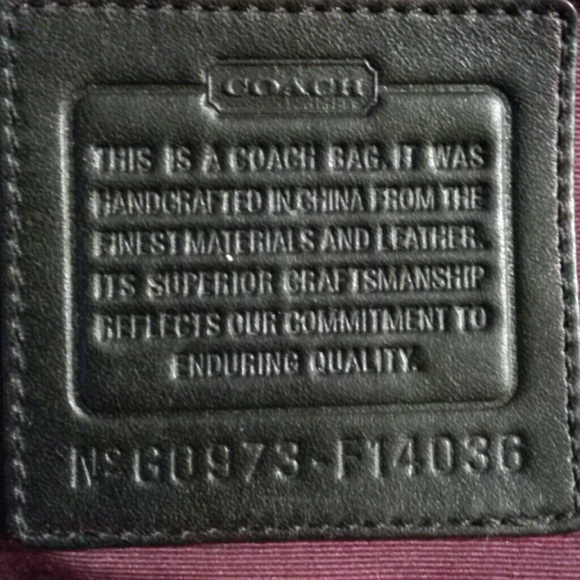 COACH
THIS IS A COACH BAG. IT WAS
HANDCRAFTED IN CHINA FROM THE
FINEST MATERIALS AND LEATHER.
ITS SUPERIOR CRAFTSMANSHIP
REFLECTS OUR COMMITMENT TO
ENDURING QUALITY.
Nº G0973-F14036